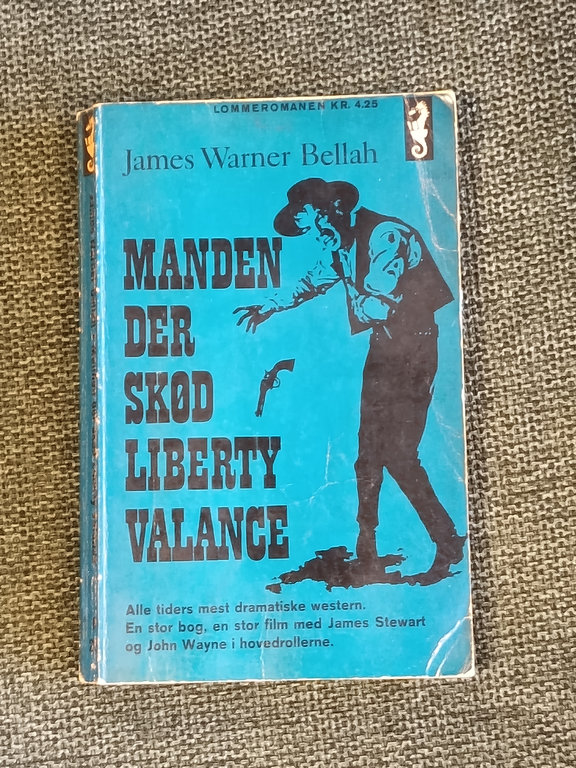 LOMMEROMANEN KR. 4.25
James Warner Bellah
MANDEN
DER
SKØD
LIBERTY
VALANCE
Alle tiders mest dramatiske western.
En stor bog, en stor film med James Stewart
og John Wayne i hovedrollerne.